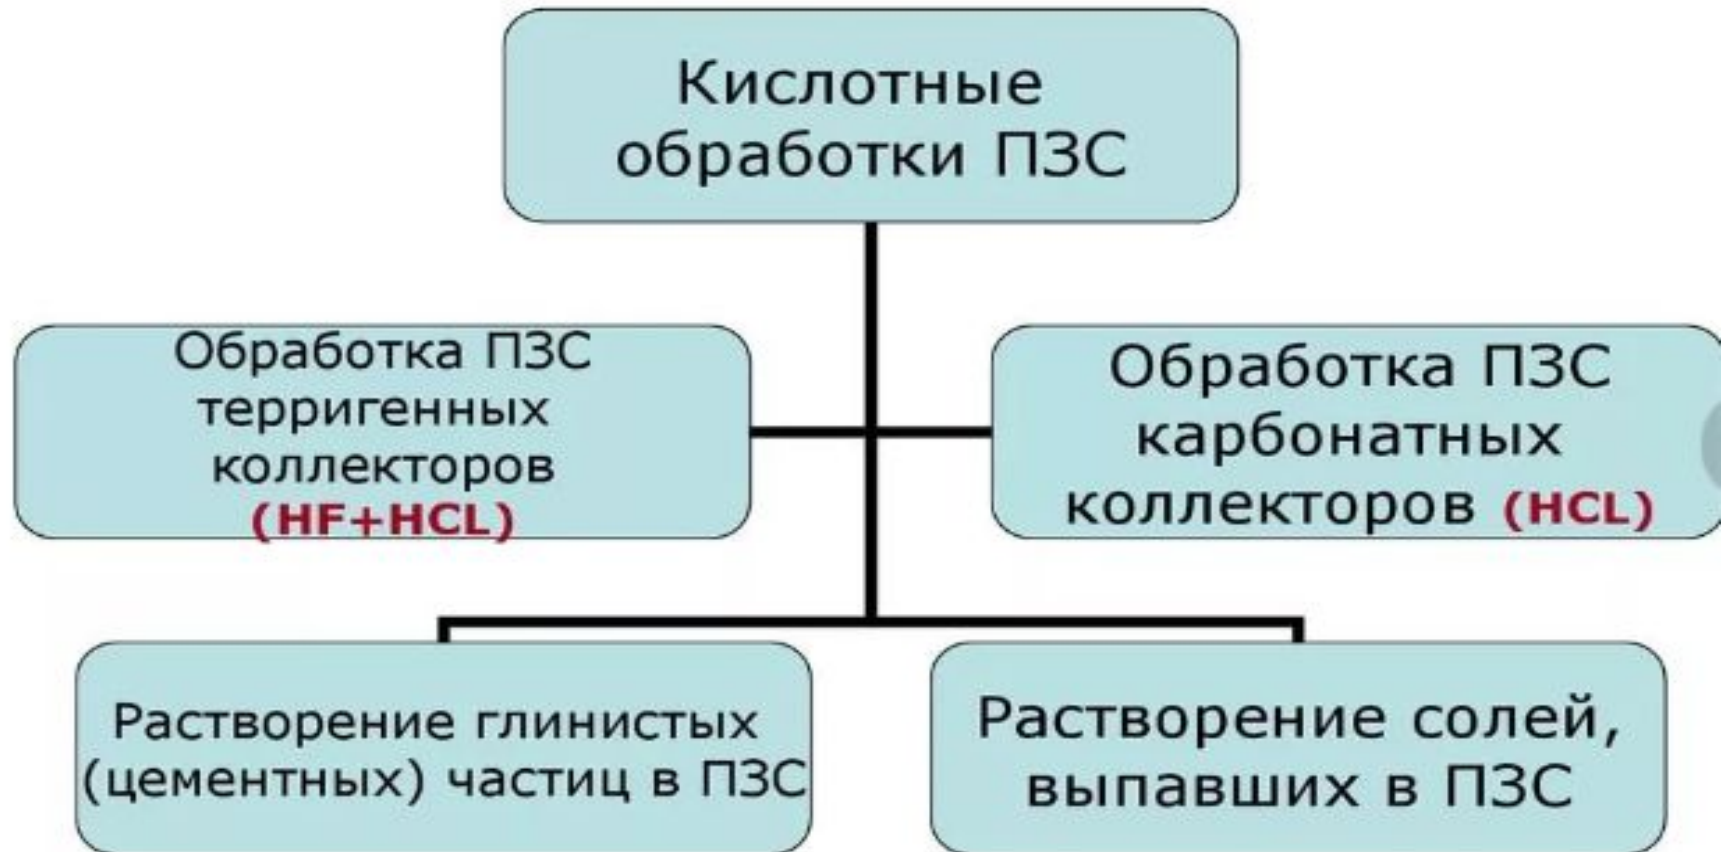 Кислотные
обработки ПЗС
Обработка ПЗС
терригенных
коллекторов
(HF+HCL)
Обработка ПЗС
карбонатных
коллекторов (HCL)
Растворение глинистых
(цементных) частиц в ПЗС
Растворение солей,
выпавших в ПЗС